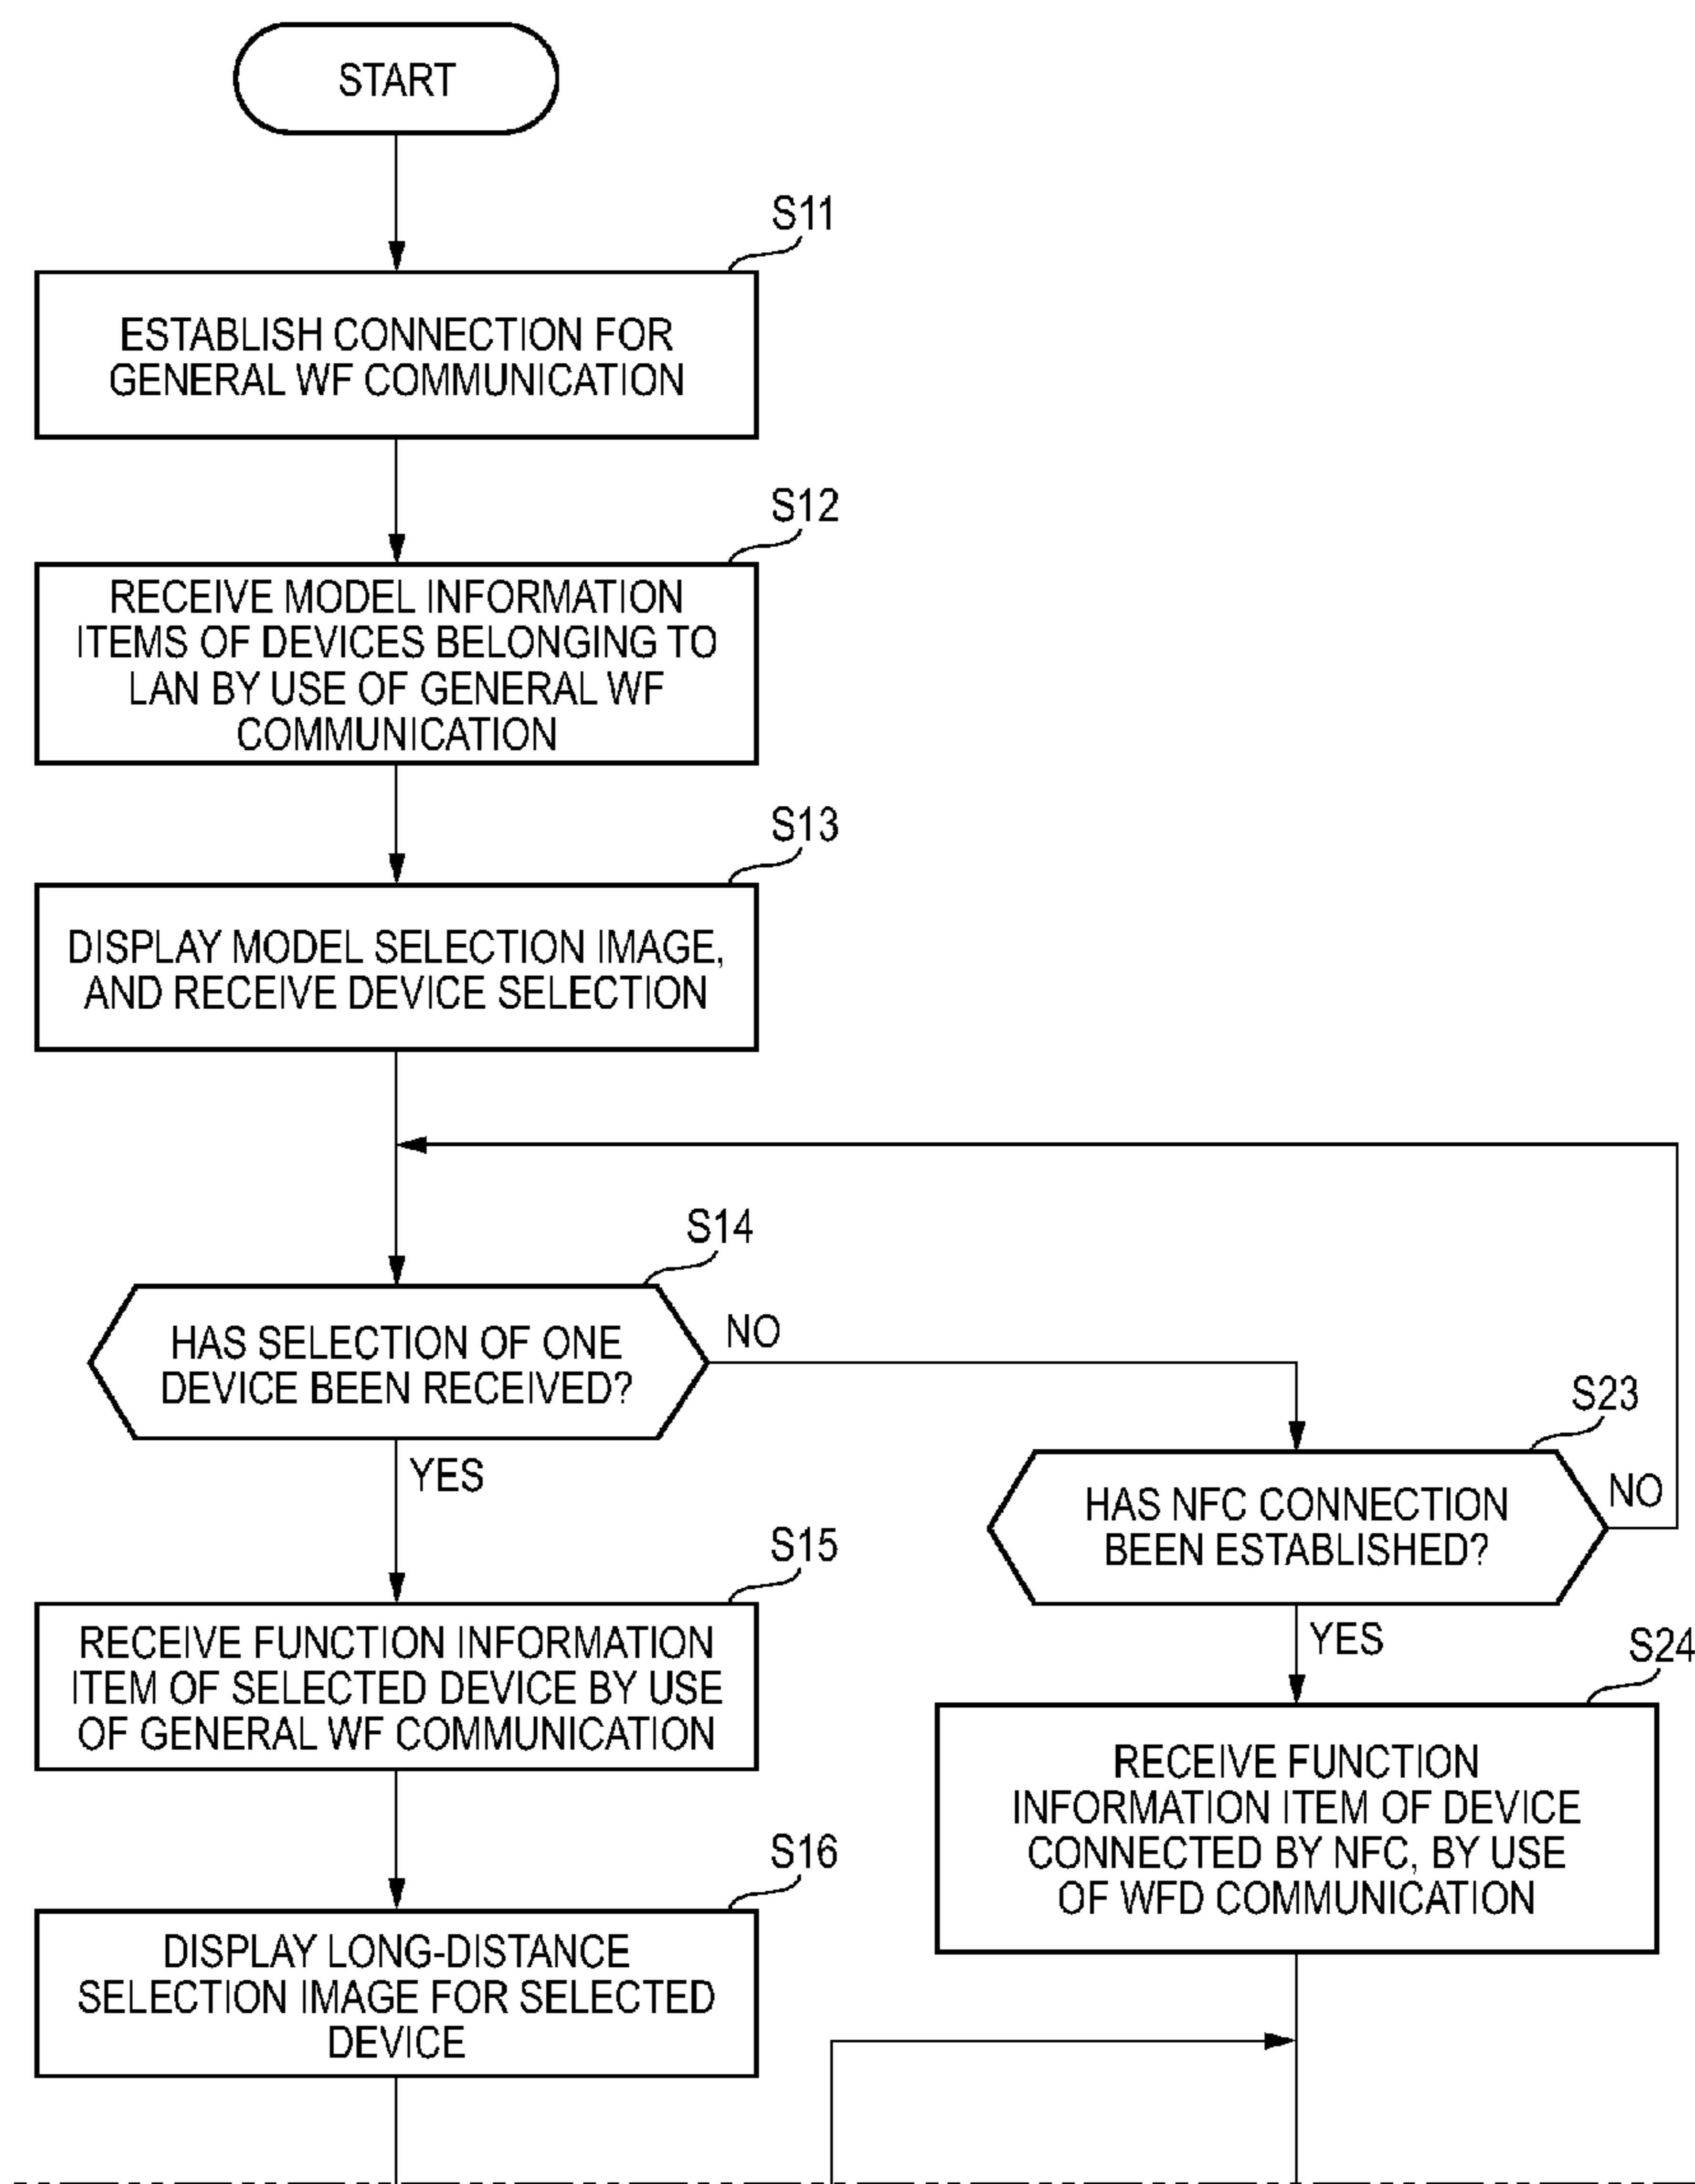 START
S11
ESTABLISH CONNECTION FOR
GENERAL WF COMMUNICATION
S12
RECEIVE MODEL INFORMATION
ITEMS OF DEVICES BELONGING TO
LAN BY USE OF GENERAL WF
COMMUNICATION
S13
DISPLAY MODEL SELECTION IMAGE,
AND RECEIVE DEVICE SELECTION
S14
HAS SELECTION OF ONE
DEVICE BEEN RECEIVED?
NO
YES
S23
HAS NFC CONNECTION
BEEN ESTABLISHED?
NO
YES
S15
RECEIVE FUNCTION INFORMATION
ITEM OF SELECTED DEVICE BY USE
OF GENERAL WF COMMUNICATION
S24
RECEIVE FUNCTION
INFORMATION ITEM OF DEVICE
CONNECTED BY NFC, BY USE
OF WFD COMMUNICATION
S16
DISPLAY LONG-DISTANCE
SELECTION IMAGE FOR SELECTED
DEVICE